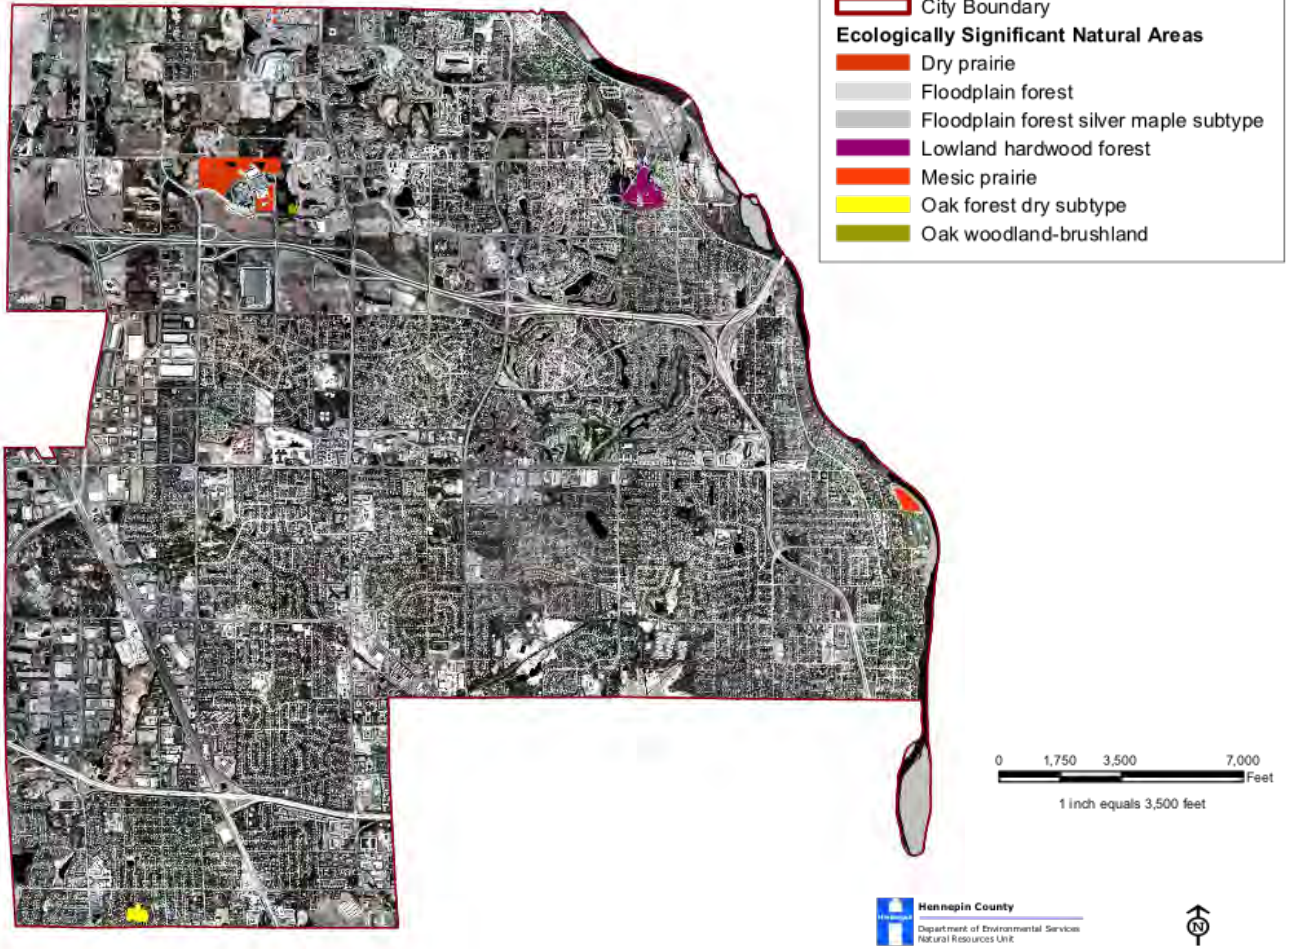 City Boundary
Ecologically Significant Natural Areas
Dry prairie
Floodplain forest
Floodplain forest silver maple subtype
Lowland hardwood forest
Mesic prairie
Oak forest dry subtype
Oak woodland-brushland
0 1,750 3,500 7,000
Feet
1 inch equals 3,500 feet
Hennepin
Hennepin County
Department of Environmental Services
Natural Resources Unit
N